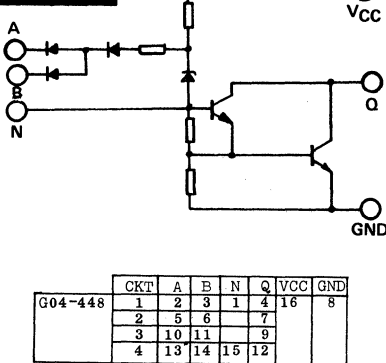 VCC
A
B
N
Q
GND
CKT A B N Q VCC GND
G04-448 1 2 3 1 4 16 8
2 5 6 7
3 10 11 9
4 13 14 15 12